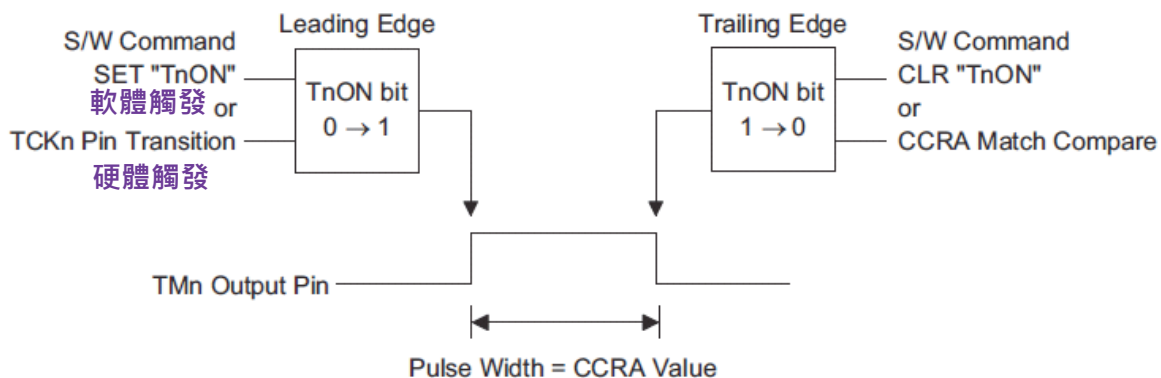 Leading Edge
S/W Command
SET "TnON"
軟體觸發 or
TCKn Pin Transition
硬體觸發
TnON bit
0 → 1
Trailing Edge
TnON bit
1 → 0
S/W Command
CLR "TnON"
or
CCRA Match Compare
TMn Output Pin
Pulse Width = CCRA Value